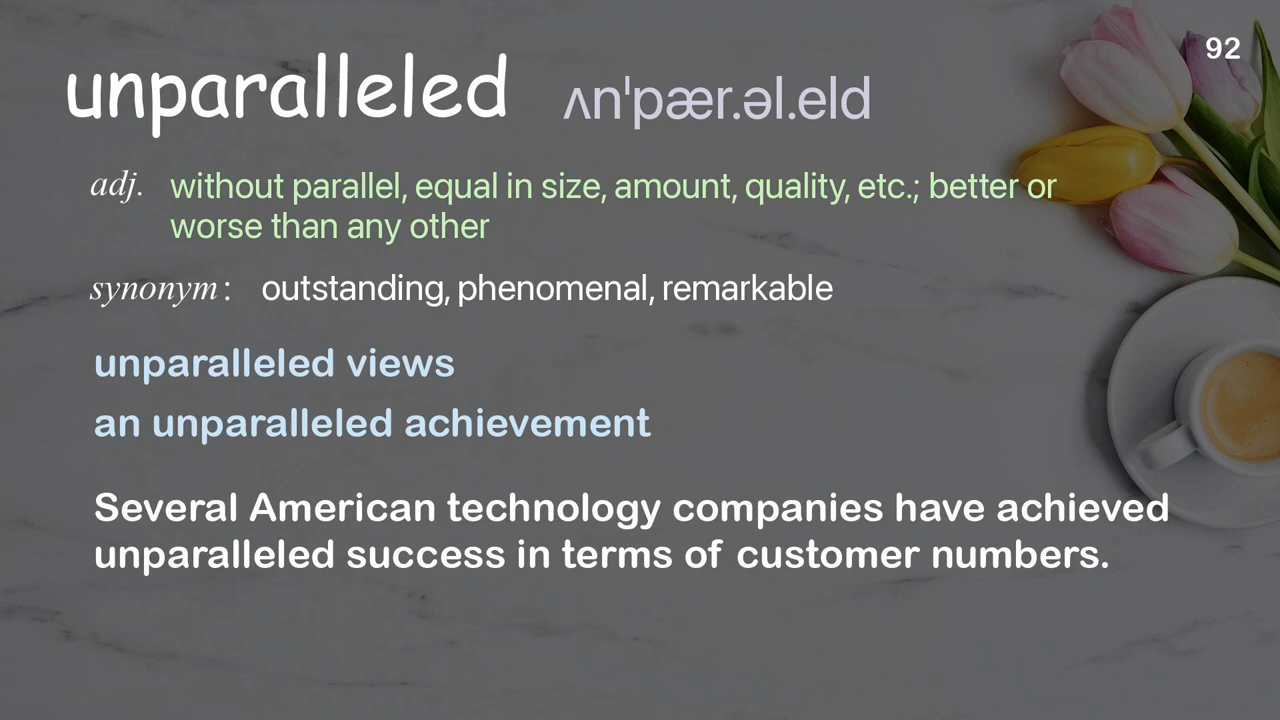 92
unparalleled ʌnˈpær.əl.eld
adj. without parallel, equal in size, amount, quality, etc.; better or
worse than any other
synonym: outstanding, phenomenal, remarkable
unparalleled views
an unparalleled achievement
Several American technology companies have achieved
unparalleled success in terms of customer numbers.